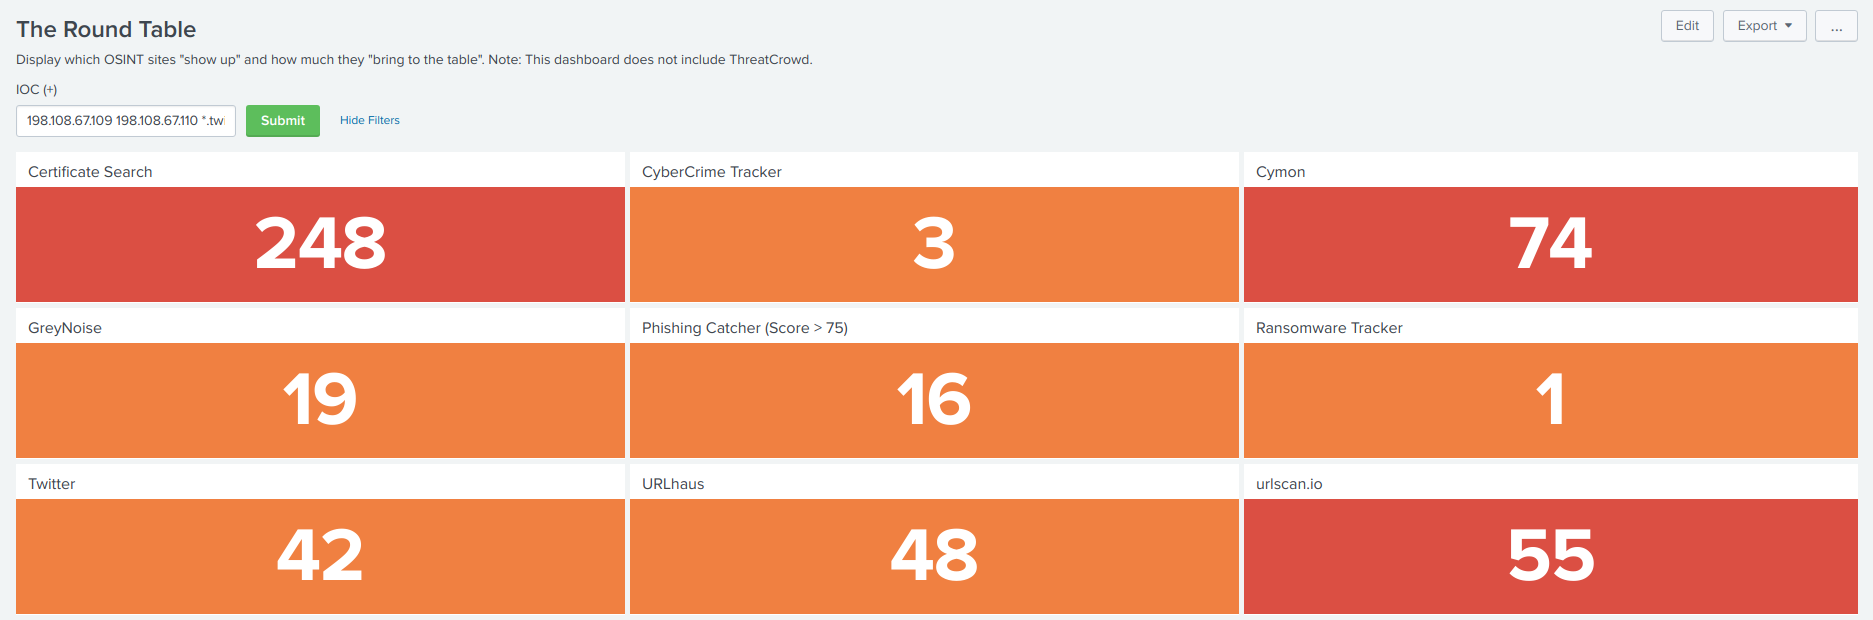 The Round Table
Edit
Export
...
Display which OSINT sites "show up" and how much they "bring to the table". Note: This dashboard does not include ThreatCrowd.
IOC (+)
198.108.67.109 198.108.67.110 *.twi
Submit
Hide Filters
Certificate Search
CyberCrime Tracker
Cymon
248
3
74
GreyNoise
Phishing Catcher (Score > 75)
Ransomware Tracker
19
16
1
Twitter
URLhaus
urlscan.io
42
48
55